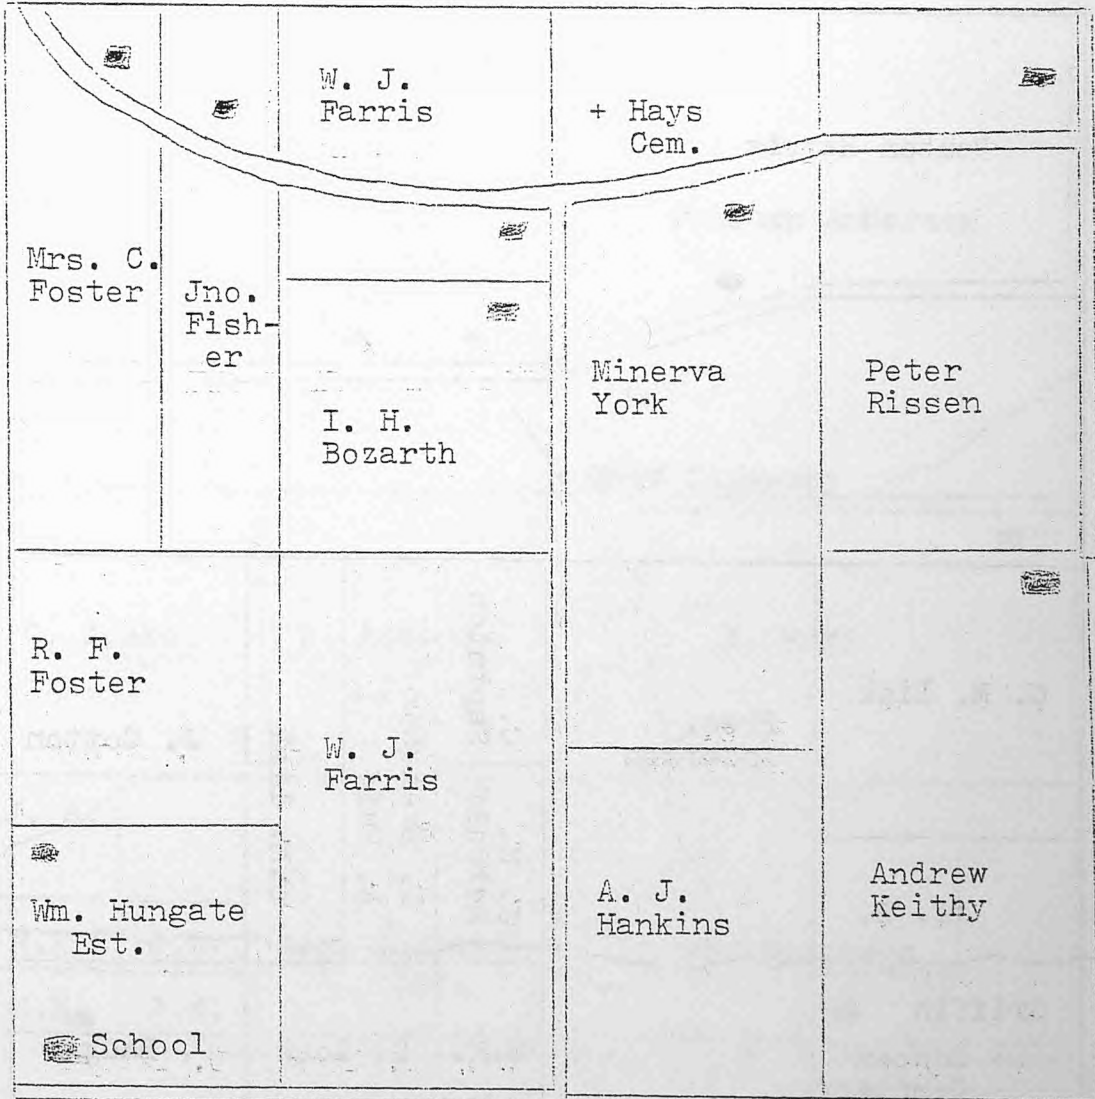 W. J.
Farris
+ Hays
Cem.
Mrs. C.
Foster
Jno.
Fish-
er
I. H.
Bozarth
Minerva
York
Peter
Rissen
R. F.
Foster
W. J.
Farris
Wm. Hungate
Est.
A. J.
Hankins
Andrew
Keithy
School